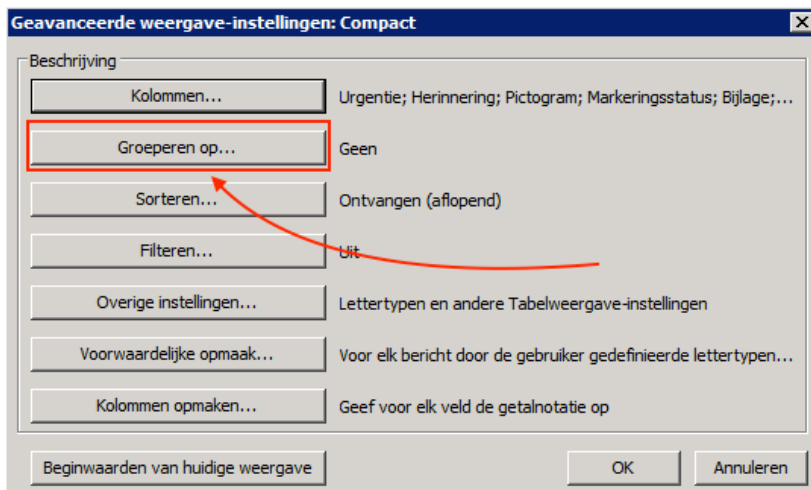 Geavanceerde weergave-instellingen: Compact
Beschrijving
Kolommen... Urgentie; Herinnering; Pictogram; Markeringsstatus; Bijlage;...
Groeperen op... Geen
Sorteren... Ontvangen (aflopend)
Filteren... Uit
Overige instellingen... Lettertypen en andere Tabelweergave-instellingen
Voorwaardelijke opmaak... Voor elk bericht door de gebruiker gedefinieerde lettertypen...
Kolommen opmaken... Geef voor elk veld de getalnotatie op
Beginwaarden van huidige weergave OK Annuleren